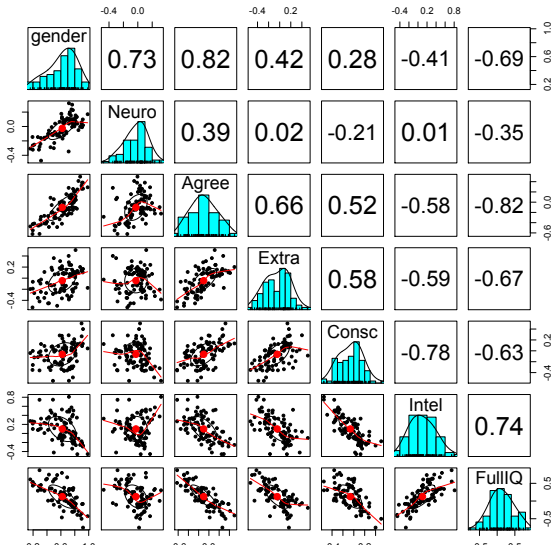 -0.4 0.0 -0.4 0.2 -0.4 0.2 0.8
gender 0.73 0.82 0.42 0.28 -0.41 -0.69 0.2 0.6 1.0
-0.4 0.0 Neuro 0.39 0.02 -0.21 0.01 -0.35
Agree 0.66 0.52 -0.58 -0.82 -0.6 0.0
-0.4 0.2 Extra 0.58 -0.59 -0.67
Consc -0.78 -0.63 -0.4 0.2
-0.4 0.2 0.8 Intel 0.74
FullIQ -0.5 0.5